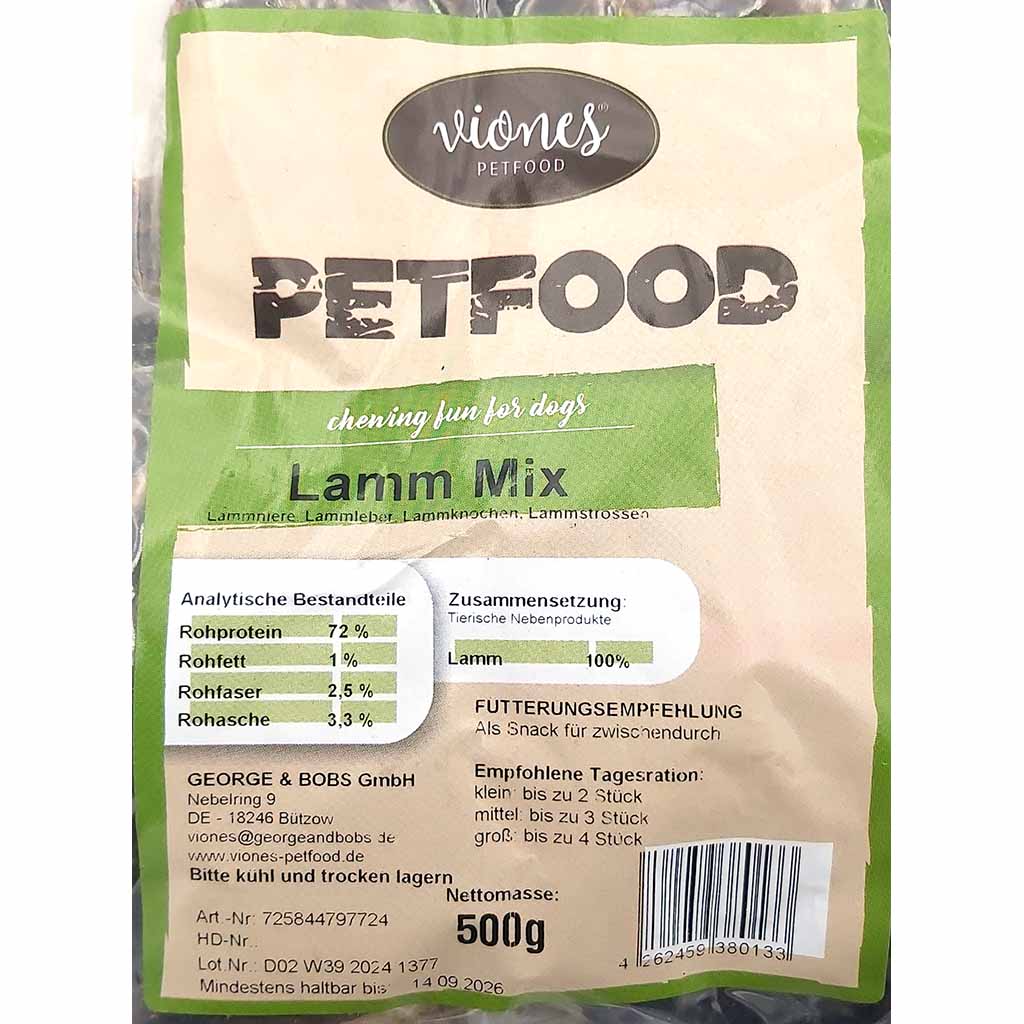 viones®
PETFOOD
PETFOOD
chewing fun for dogs
Lamm Mix
Lammniere, Lammleber, Lammknochen, Lammstrossen
Analytische Bestandteile
Rohprotein 72 %
Rohfett 1 %
Rohfaser 2,5 %
Rohasche 3,3 %
Zusammensetzung:
Tierische Nebenprodukte
Lamm 100%
FÜTTERUNGSEMPFEHLUNG
Als Snack für zwischendurch
Empfohlene Tagesration:
klein: bis zu 2 Stück
mittel: bis zu 3 Stück
groß: bis zu 4 Stück
GEORGE & BOBS GmbH
Nebelring 9
DE - 18246 Bützow
viones@georgeandbobs.de
www.viones-petfood.de
Bitte kühl und trocken lagern
Nettomasse:
500g
Art.-Nr: 725844797724
HD-Nr.:
Lot.Nr.: D02 W39 2024 1377
Mindestens haltbar bis: 14.09.2026
4 262459 380133